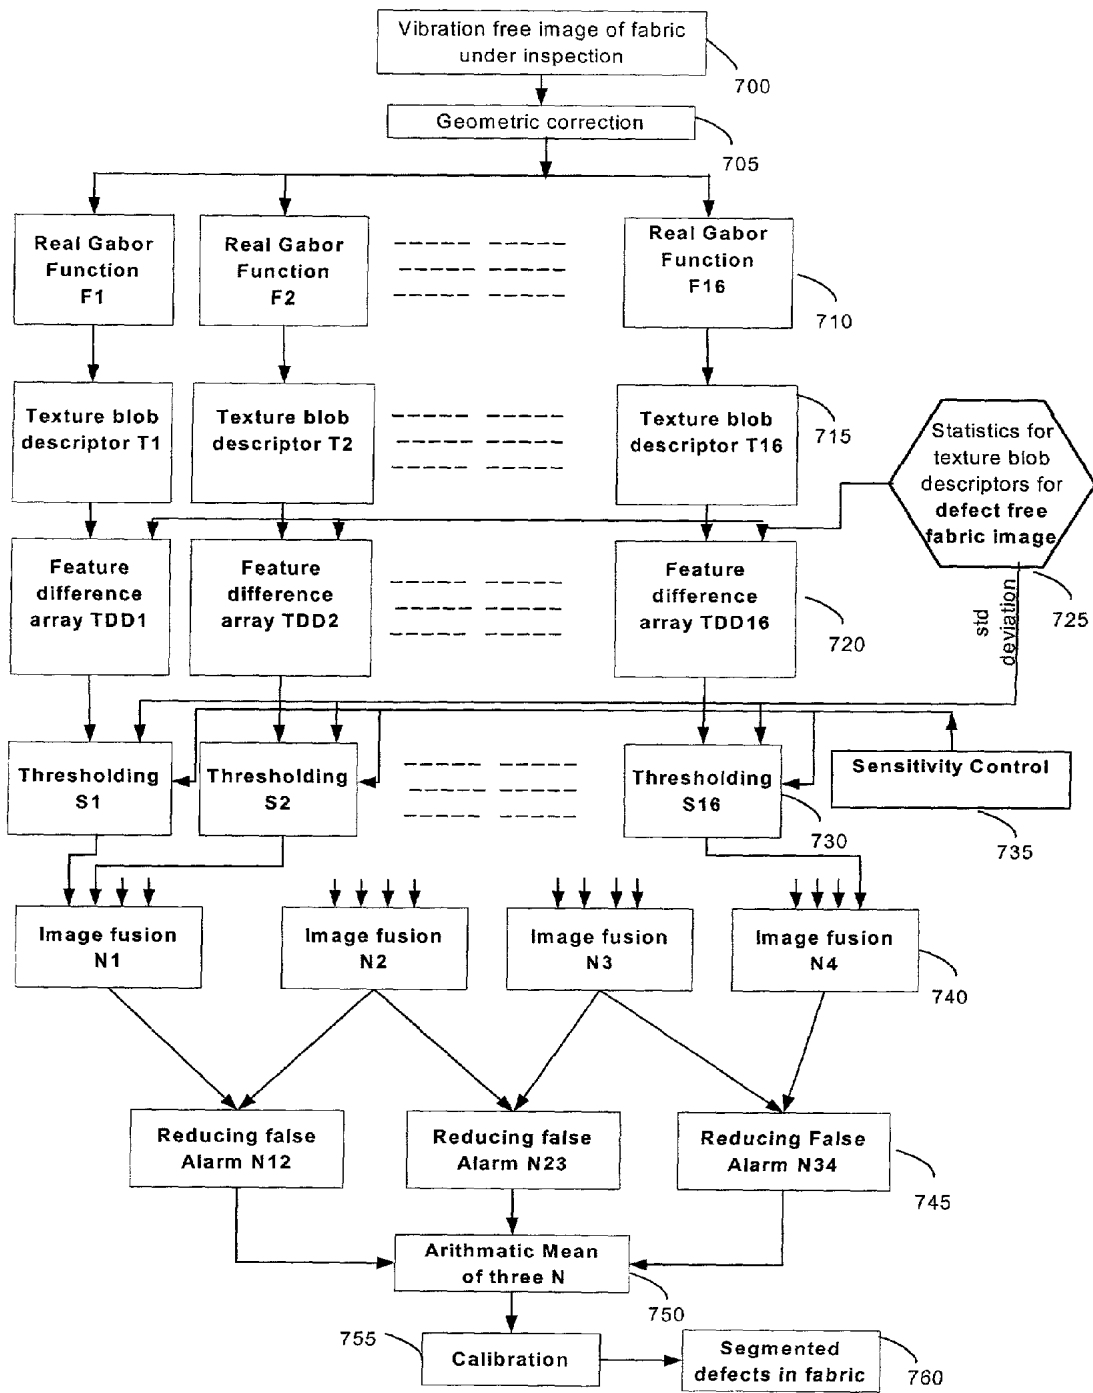 Vibration free image of fabric
under inspection
700
Geometric correction
705
Real Gabor
Function
F1
Real Gabor
Function
F2
Real Gabor
Function
F16
710
Texture blob
descriptor T1
Texture blob
descriptor T2
Texture blob
descriptor T16
715
Statistics for
texture blob
descriptors for
defect free
fabric image
725
Feature
difference
array TDD1
Feature
difference
array TDD2
Feature
difference
array TDD16
720
std
deviation
Thresholding
S1
Thresholding
S2
Thresholding
S16
730
Sensitivity Control
735
Image fusion
N1
Image fusion
N2
Image fusion
N3
Image fusion
N4
740
Reducing false
Alarm N12
Reducing false
Alarm N23
Reducing False
Alarm N34
745
Arithmatic Mean
of three N
750
755
Calibration
Segmented
defects in fabric
760